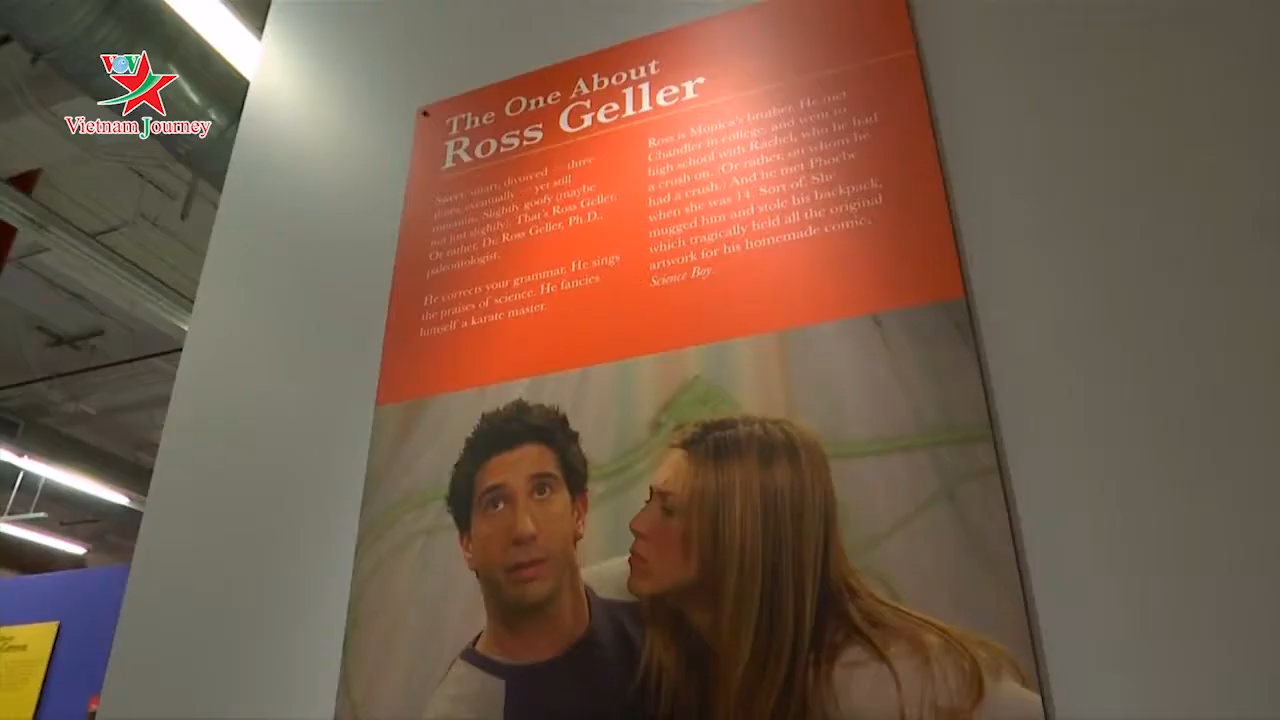 VOV
Vietnam Journey
The One About
Ross Geller
Sweet, smart, divorced — three
times, eventually — yet still
romantic. Slightly goofy (maybe
not just slightly). That's Ross Geller.
Or rather, Dr. Ross Geller, Ph.D.,
paleontologist.
He corrects your grammar. He sings
the praises of science. He fancies
himself a karate master.
Ross is Monica's brother. He met
Chandler in college, and went to
high school with Rachel, who he had
a crush on. (Or rather, on whom he
had a crush.) And he met Phoebe
when she was 14. Sort of. She
mugged him and stole his backpack,
which tragically held all the original
artwork for his homemade comic,
Science Boy.